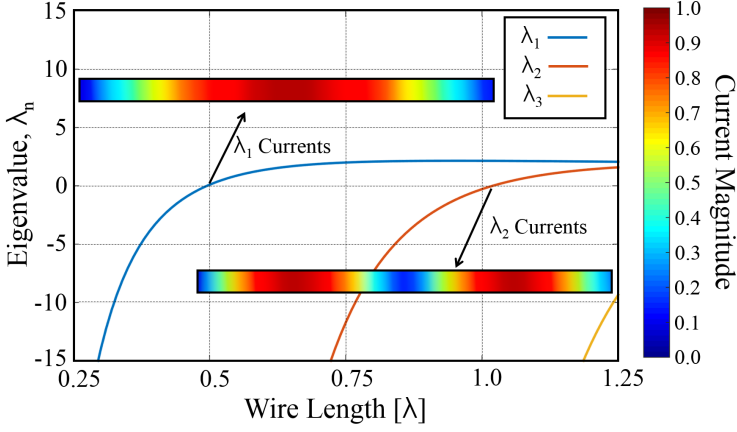 15
10
5
0
-5
-10
-15
Eigenvalue, λn
0.25
0.5
0.75
1.0
1.25
Wire Length [λ]
λ1
λ2
λ3
λ1 Currents
λ2 Currents
1.0
0.9
0.8
0.7
0.6
0.5
0.4
0.3
0.2
0.1
0.0
Current Magnitude